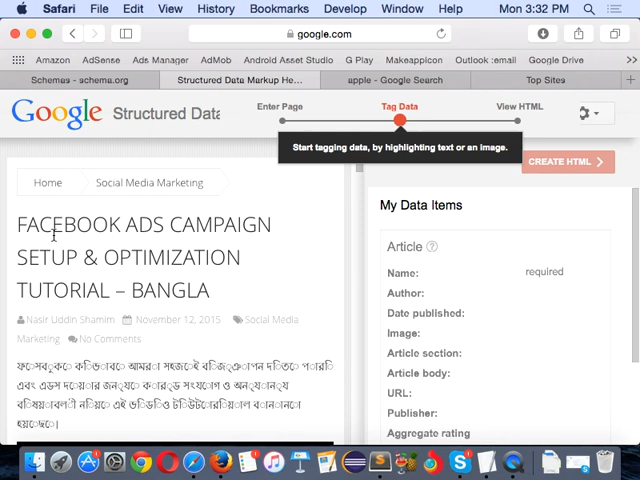 Safari File Edit View History Bookmarks Develop Window Help Mon 3:32 PM
google.com
Amazon AdSense Ads Manager AdMob Android Asset Studio G Play MakeappIcon Outlook :email Google Play
Schemas - schema.org Structured Data Markup He... apple - Google Search Top Sites
Google Structured Data
Enter Page Tag Data View HTML
Start tagging data, by highlighting text or an image.
CREATE HTML
Home Social Media Marketing
FACEBOOK ADS CAMPAIGN
SETUP & OPTIMIZATION
TUTORIAL – BANGLA
Nasir Uddin Shamim November 12, 2015 Social Media
Marketing No Comments
My Data Items
Article
Name: required
Author:
Date published:
Image:
Article section:
Article body:
URL:
Publisher:
Aggregate rating